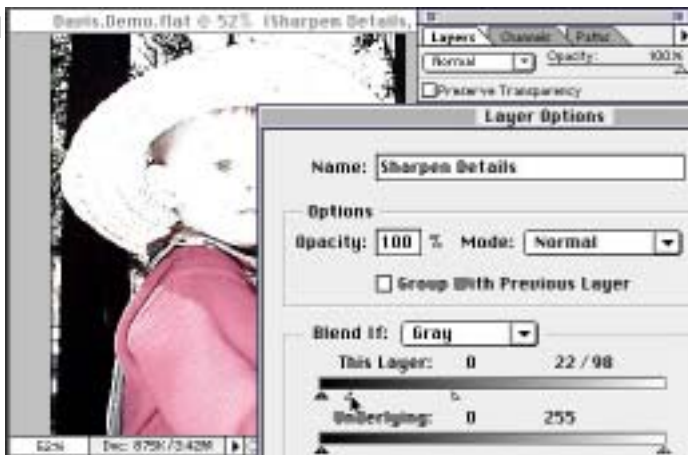 Davis.Demo.flat @ 52% (Sharpen Details,
Layers Channels Paths
Normal Opacity: 100%
Preserve Transparency
Layer Options
Name: Sharpen Details
Options
Opacity: 100 % Mode: Normal
Group With Previous Layer
Blend If: Gray
This Layer: 0 22 / 98
Underlying: 0 255
52% Doc: 875K/3.42M